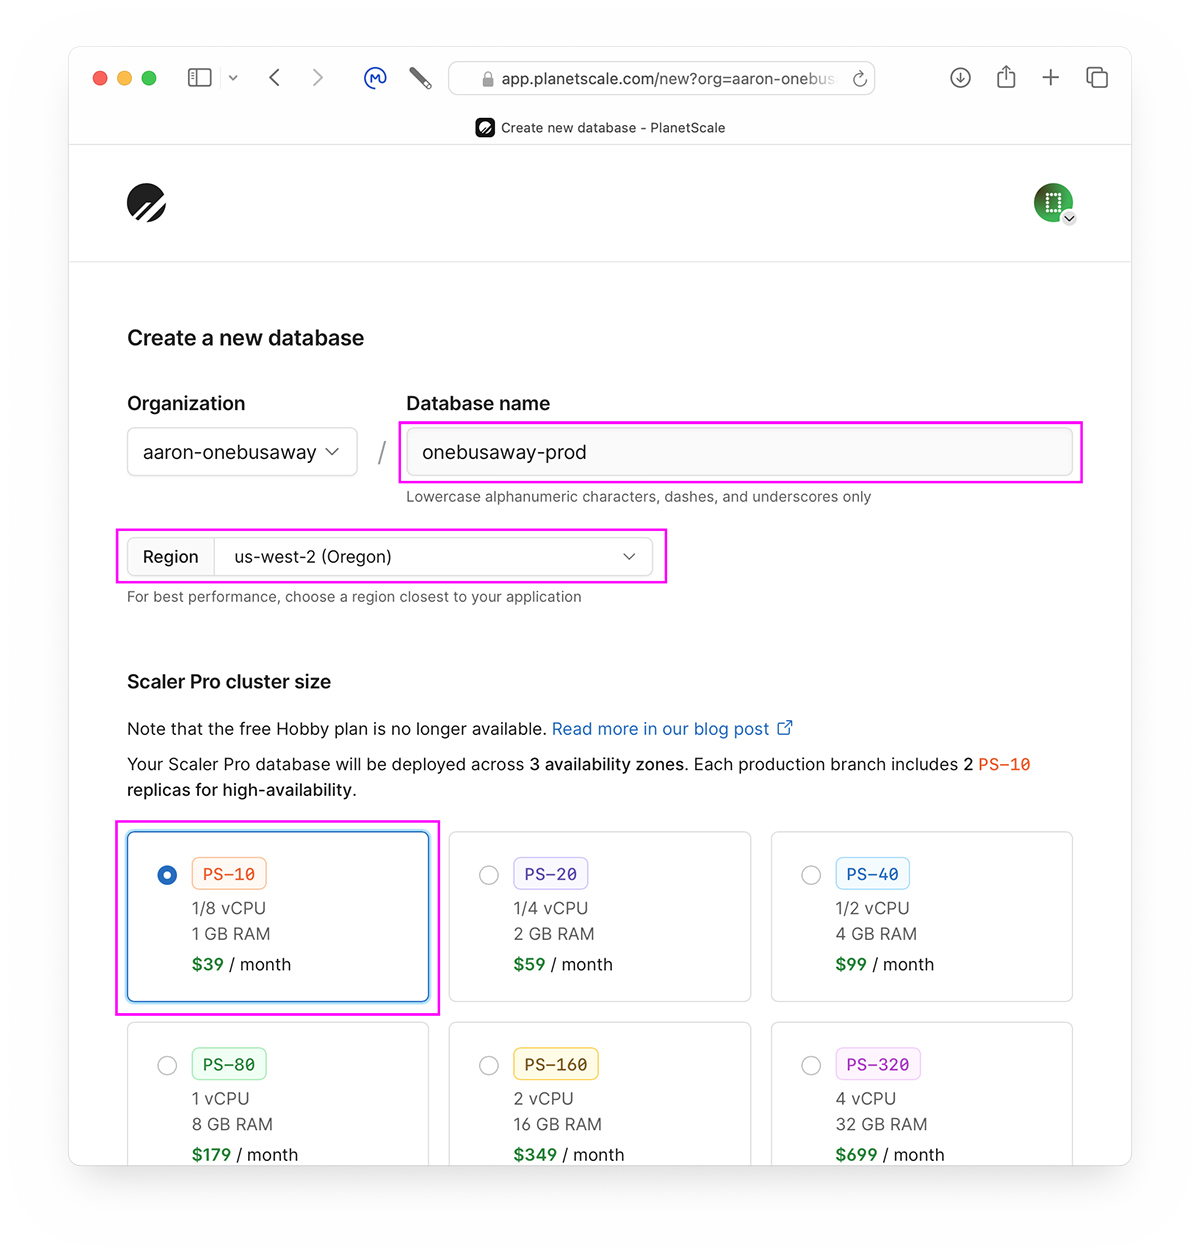 app.planetscale.com/new?org=aaron-onebus
Create new database - PlanetScale
Create a new database
Organization
Database name
aaron-onebusaway
/
onebusaway-prod
Lowercase alphanumeric characters, dashes, and underscores only
Region
us-west-2 (Oregon)
For best performance, choose a region closest to your application
Scaler Pro cluster size
Note that the free Hobby plan is no longer available. Read more in our blog post
Your Scaler Pro database will be deployed across 3 availability zones. Each production branch includes 2 PS-10
replicas for high-availability.
PS-10
1/8 vCPU
1 GB RAM
$39 / month
PS-20
1/4 vCPU
2 GB RAM
$59 / month
PS-40
1/2 vCPU
4 GB RAM
$99 / month
PS-80
1 vCPU
8 GB RAM
$179 / month
PS-160
2 vCPU
16 GB RAM
$349 / month
PS-320
4 vCPU
32 GB RAM
$699 / month